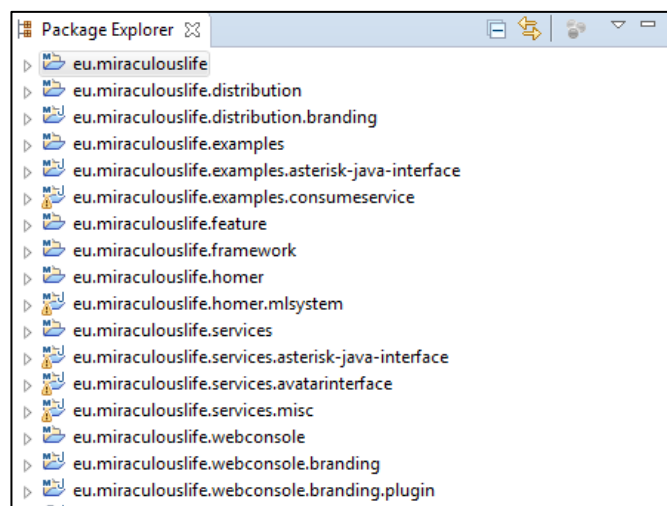 Package Explorer
eu.miraculouslife
eu.miraculouslife.distribution
eu.miraculouslife.distribution.branding
eu.miraculouslife.examples
eu.miraculouslife.examples.asterisk-java-interface
eu.miraculouslife.examples.consumeservice
eu.miraculouslife.feature
eu.miraculouslife.framework
eu.miraculouslife.homer
eu.miraculouslife.homer.mlsystem
eu.miraculouslife.services
eu.miraculouslife.services.asterisk-java-interface
eu.miraculouslife.services.avatarinterface
eu.miraculouslife.services.misc
eu.miraculouslife.webconsole
eu.miraculouslife.webconsole.branding
eu.miraculouslife.webconsole.branding.plugin